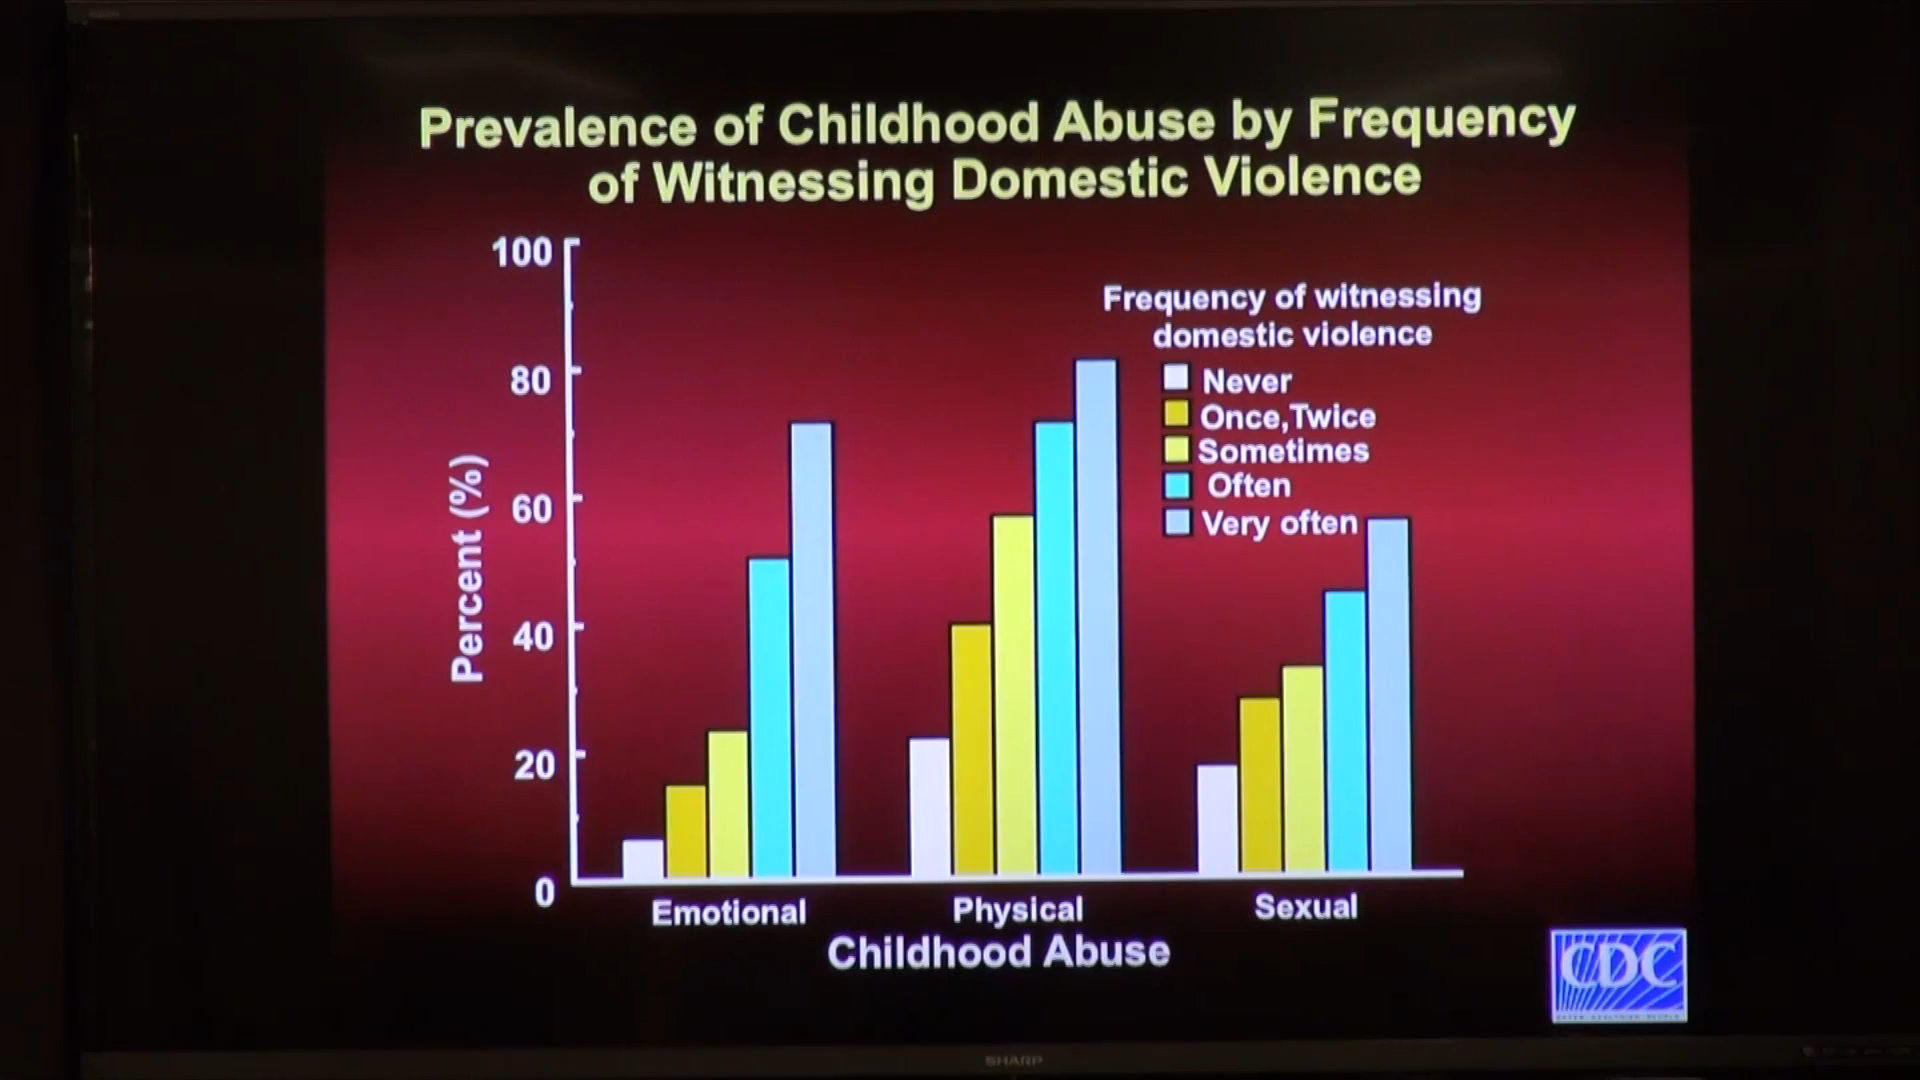 Prevalence of Childhood Abuse by Frequency
of Witnessing Domestic Violence
100
80
60
40
20
0
Percent (%)
Frequency of witnessing
domestic violence
Never
Once,Twice
Sometimes
Often
Very often
Emotional
Physical
Sexual
Childhood Abuse
CDC
SHARP